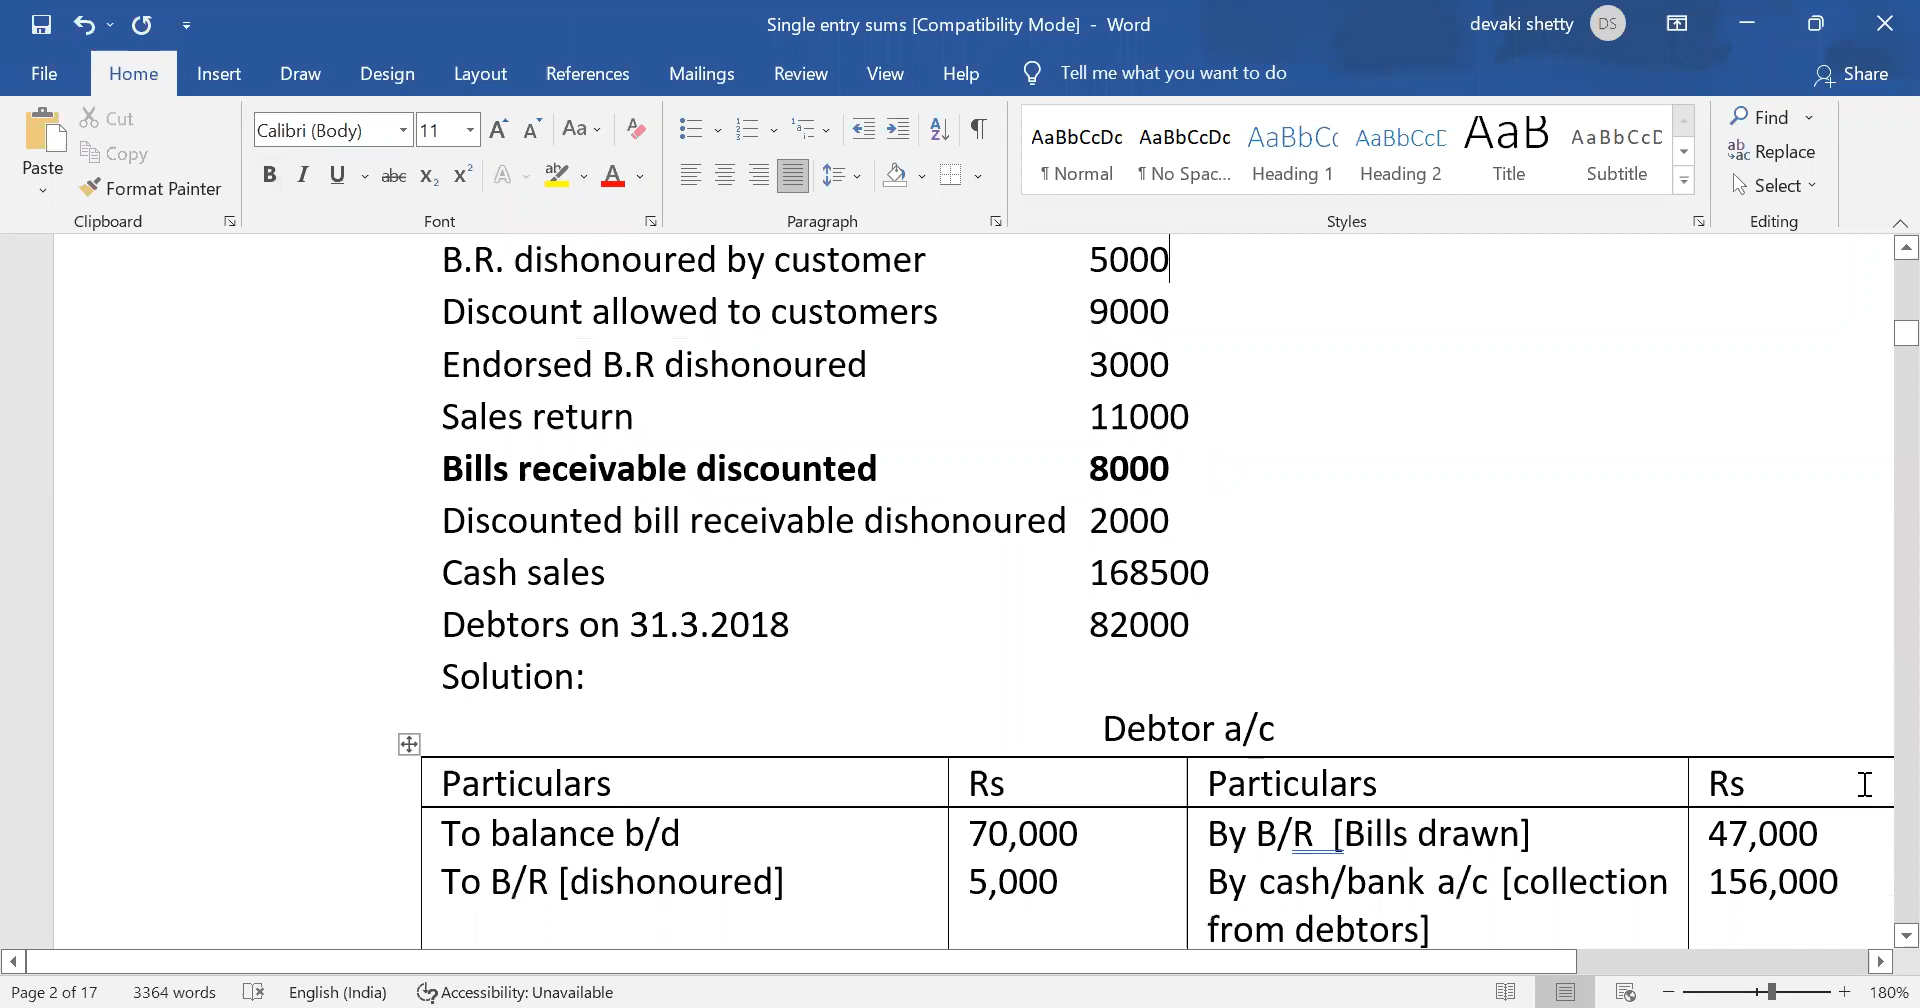 Single entry sums [Compatibility Mode] - Word
devaki shetty DS
File Home Insert Draw Design Layout References Mailings Review View Help Tell me what you want to do Share
Paste Cut Copy Format Painter
Calibri (Body) 11 Aa
B I U abc x2 x2 A ab A
AaBbCcDc AaBbCcDc AaBbCc AaBbCcE AaB AaBbCcD
¶ Normal ¶ No Spac... Heading 1 Heading 2 Title Subtitle
Find Replace Select
Clipboard Font Paragraph Styles Editing
B.R. dishonoured by customer 5000
Discount allowed to customers 9000
Endorsed B.R dishonoured 3000
Sales return 11000
Bills receivable discounted 8000
Discounted bill receivable dishonoured 2000
Cash sales 168500
Debtors on 31.3.2018 82000
Solution:
Debtor a/c
Particulars Rs Particulars Rs
To balance b/d 70,000 By B/R [Bills drawn] 47,000
To B/R [dishonoured] 5,000 By cash/bank a/c [collection 156,000
from debtors]
Page 2 of 17 3364 words English (India) Accessibility: Unavailable 180%